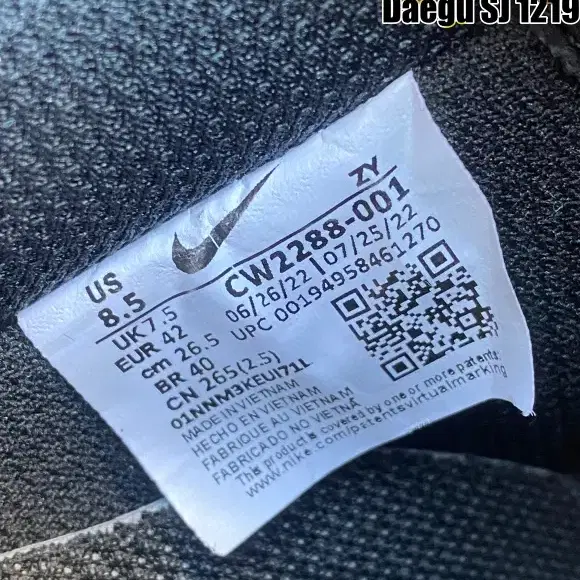 Daegu SJ 1219
ZY
US
8.5
CW2288-001
06/26/22 | 07/25/22
UPC 00194958461270
UK 7.5
EUR 42
cm 26.5
BR 40
CN 265(2.5)
01NNM3KEUI71L
MADE IN VIETNAM
HECHO EN VIETNAM
FABRIQUE AU VIETNAM
FABRICADO NO VIETNÃ
This product is covered by one or more patents:
www.nike.com/patentsvirtualmarking